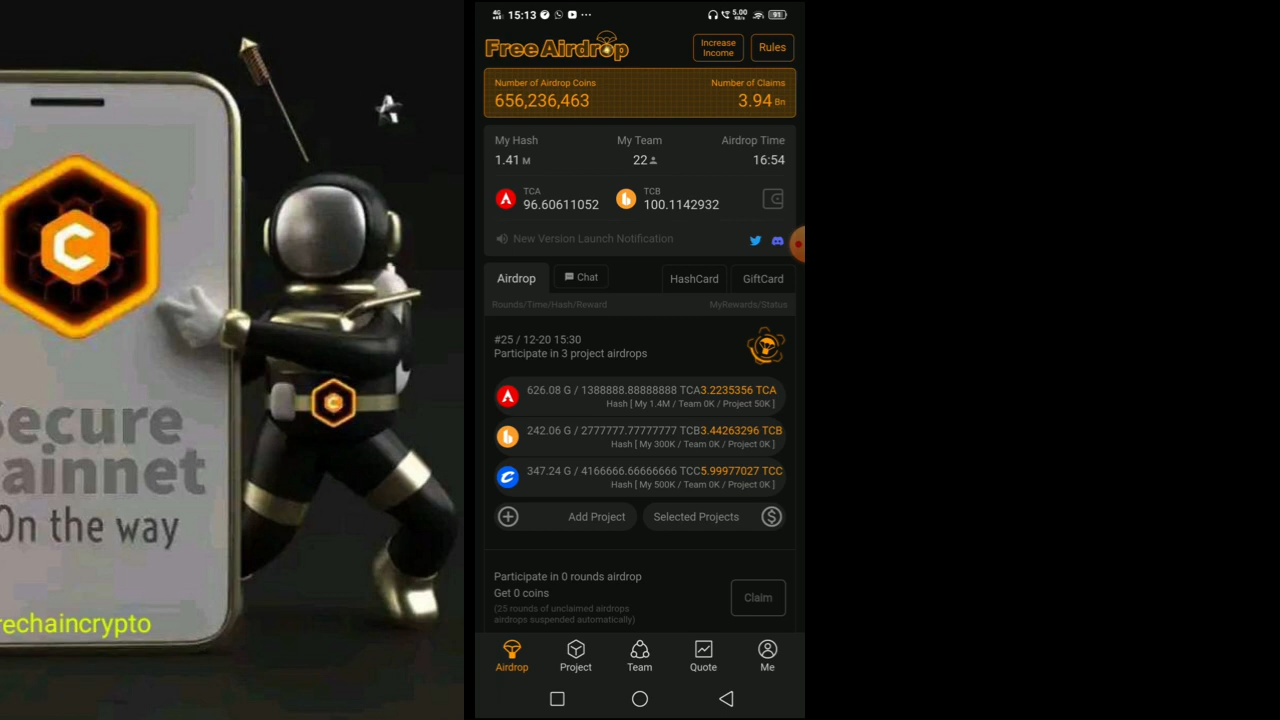 ecure
ainnet
On the way
rechaincrypto
4G 15:13 5.00 KB/s 91
Free Airdrop
Increase Income
Rules
Number of Airdrop Coins Number of Claims
656,236,463 3.94 Bn
My Hash My Team Airdrop Time
1.41 M 22 16:54
TCA TCB
96.60611052 100.1142932
New Version Launch Notification
Airdrop Chat HashCard GiftCard
Rounds/Time/Hash/Reward MyRewards/Status
#25 / 12-20 15:30
Participate in 3 project airdrops
626.08 G / 1388888.88888888 TCA3.2235356 TCA
Hash [ My 1.4M / Team 0K / Project 50K ]
242.06 G / 2777777.77777777 TCB3.44263296 TCB
Hash [ My 300K / Team 0K / Project 0K ]
347.24 G / 4166666.66666666 TCC5.99977027 TCC
Hash [ My 500K / Team 0K / Project 0K ]
Add Project Selected Projects
Participate in 0 rounds airdrop
Get 0 coins
(25 rounds of unclaimed airdrops
airdrops suspended automatically)
Claim
Airdrop Project Team Quote Me